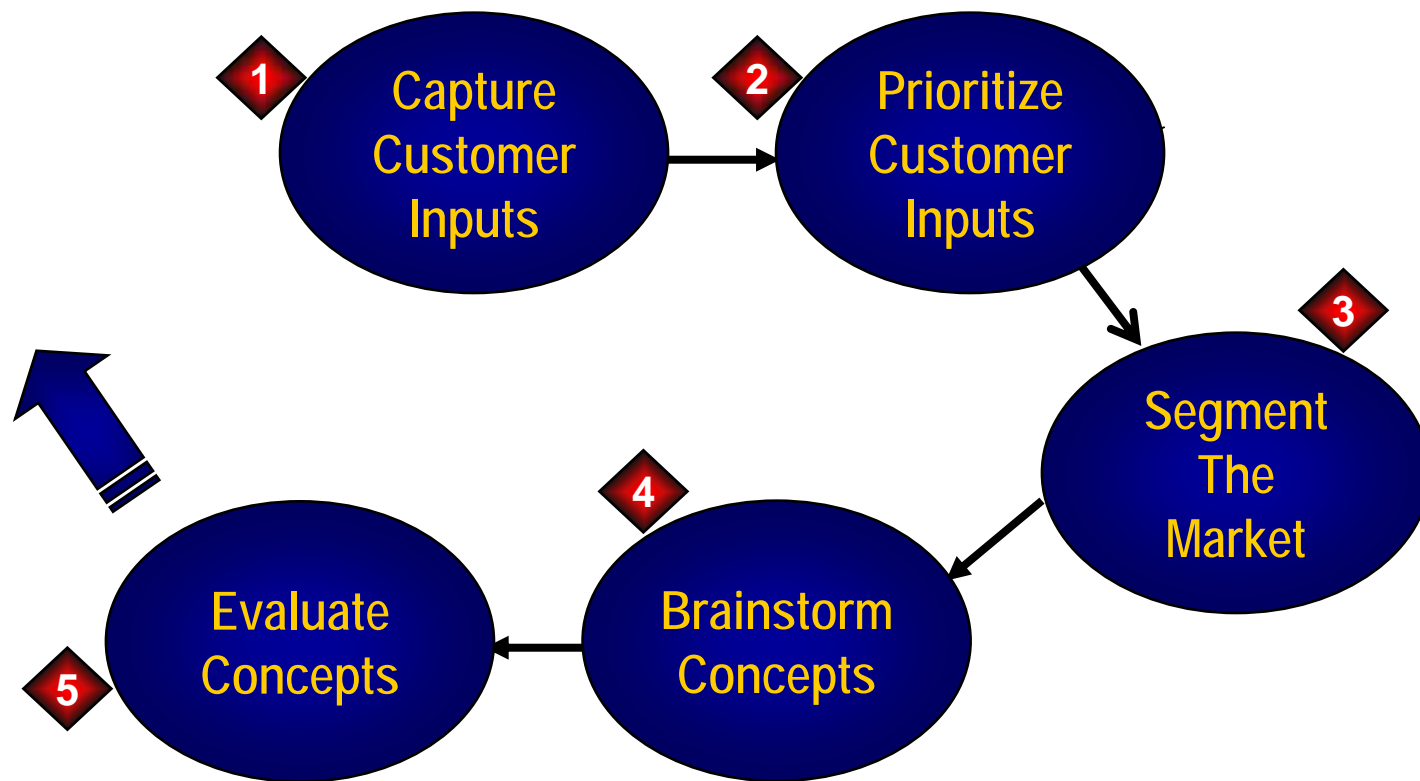 1
Capture
Customer
Inputs
2
Prioritize
Customer
Inputs
3
Segment
The
Market
4
Brainstorm
Concepts
5
Evaluate
Concepts